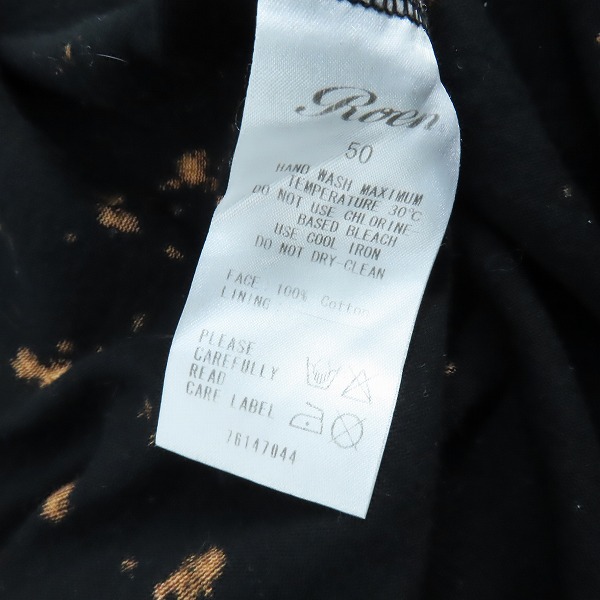 Roen
50
HAND WASH MAXIMUM
TEMPERATURE 30℃
DO NOT USE CHLORINE
BASED BLEACH
USE COOL IRON
DO NOT DRY-CLEAN
FACE: 100% Cotton
LINING:
PLEASE
CAREFULLY
READ
CARE LABEL
76147044